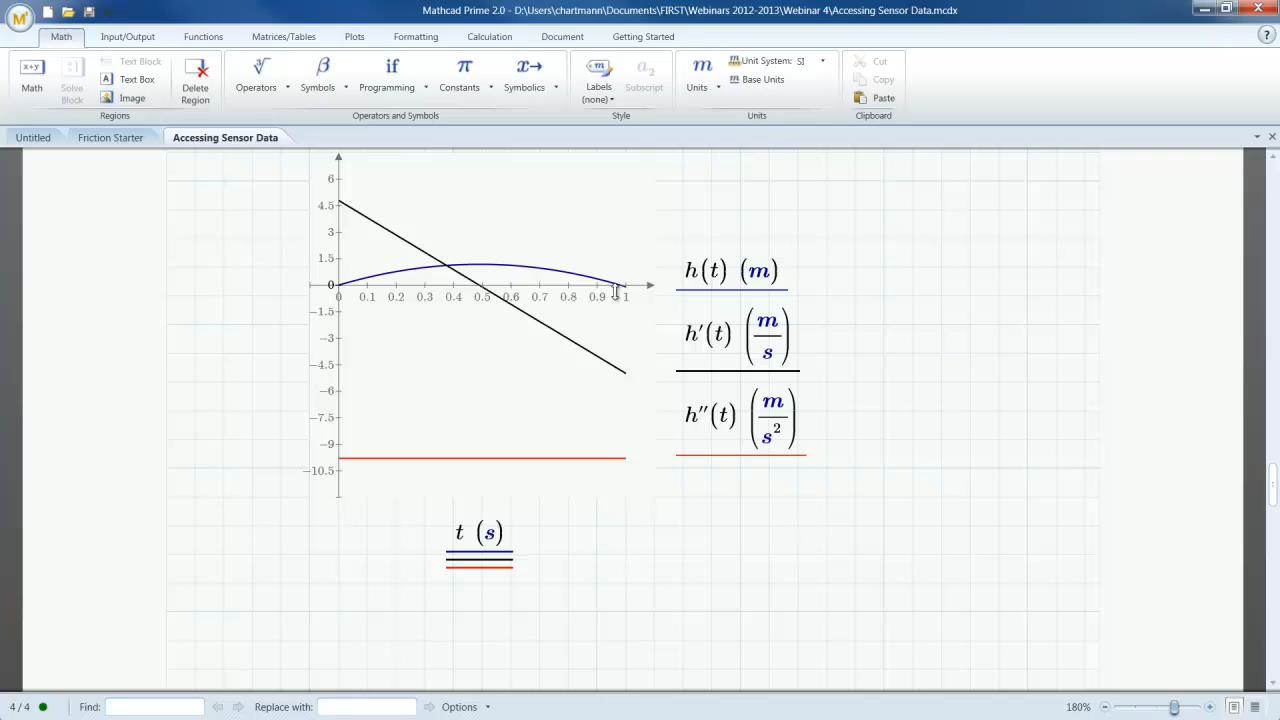 Mathcad Prime 2.0 - D:\Users\chartmann\Documents\FIRST\Webinars 2012-2013\Webinar 4\Accessing Sensor Data.mcdx
Math Input/Output Functions Matrices/Tables Plots Formatting Calculation Document Getting Started
Math
Solve Block
Text Block
Text Box
Image
Delete Region
Regions
Operators
Symbols
Programming
Constants
Symbolics
Operators and Symbols
Labels (none)
Subscript
Style
Units
Unit System: SI
Base Units
Units
Cut
Copy
Paste
Clipboard
Untitled Friction Starter Accessing Sensor Data
6
4.5
3
1.5
0
−1.5
−3
−4.5
−6
−7.5
−9
−10.5
0 0.1 0.2 0.3 0.4 0.5 0.6 0.7 0.8 0.9 1
h(t) (m)
h′(t) (m/s)
h″(t) (m/s²)
t (s)
4 / 4 Find: Replace with: Options 180%